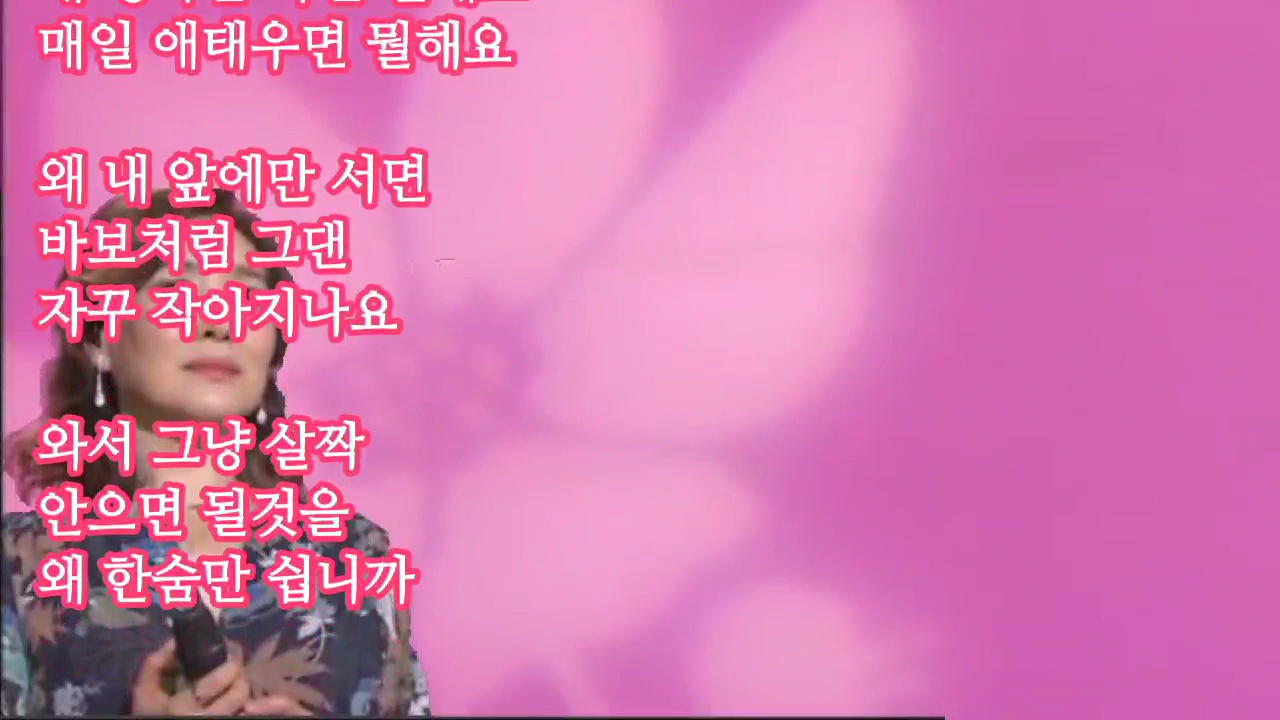 매일 애태우면 뭘해요
왜 내 앞에만 서면
바보처럼 그댄
자꾸 작아지나요
와서 그냥 살짝
안으면 될것을
왜 한숨만 쉽니까